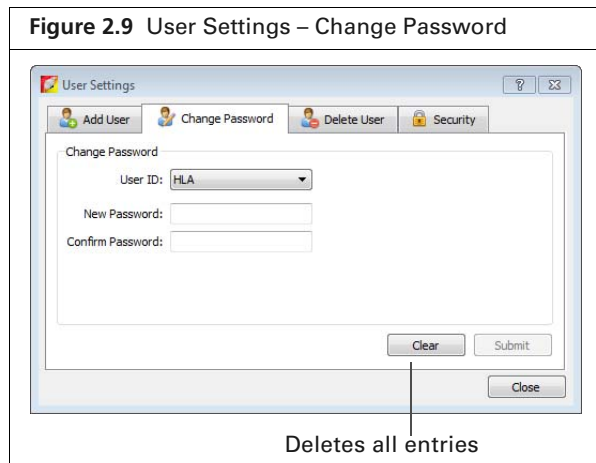 Figure 2.9 User Settings – Change Password
User Settings
Add User Change Password Delete User Security
Change Password
User ID: HLA
New Password:
Confirm Password:
Clear Submit
Close
Deletes all entries